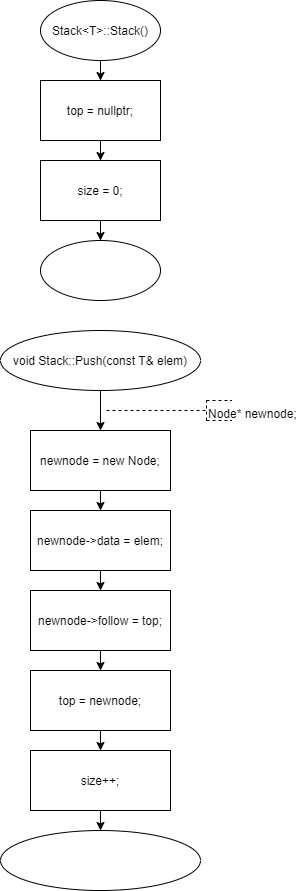 Stack<T>::Stack()
top = nullptr;
size = 0;
void Stack::Push(const T& elem)
Node* newnode;
newnode = new Node;
newnode->data = elem;
newnode->follow = top;
top = newnode;
size++;